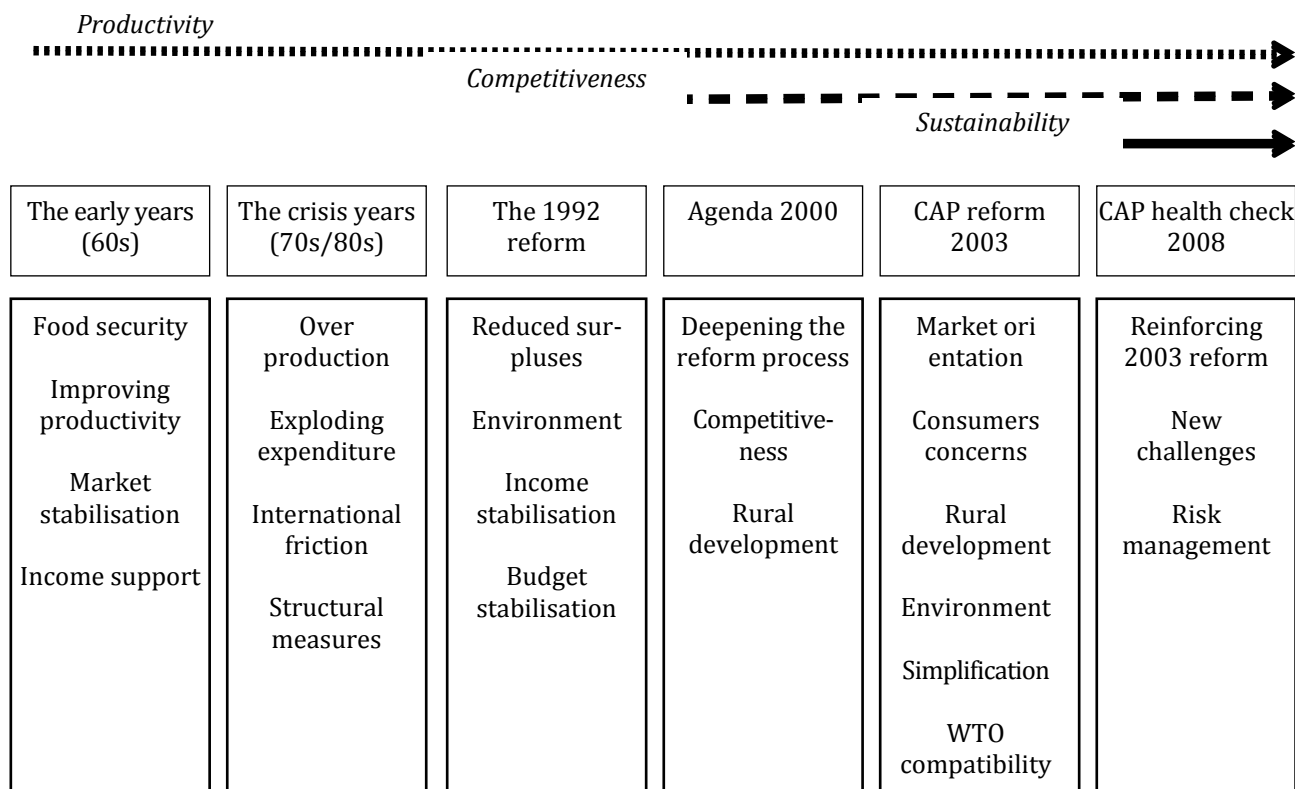 Productivity
Competitiveness
Sustainability
The early years
(60s)
The crisis years
(70s/80s)
The 1992
reform
Agenda 2000
CAP reform
2003
CAP health check
2008
Food security
Improving
productivity
Market
stabilisation
Income support
Over
production
Exploding
expenditure
International
friction
Structural
measures
Reduced sur-
pluses
Environment
Income
stabilisation
Budget
stabilisation
Deepening the
reform process
Competitive-
ness
Rural
development
Market ori
entation
Consumers
concerns
Rural
development
Environment
Simplification
WTO
compatibility
Reinforcing
2003 reform
New
challenges
Risk
management